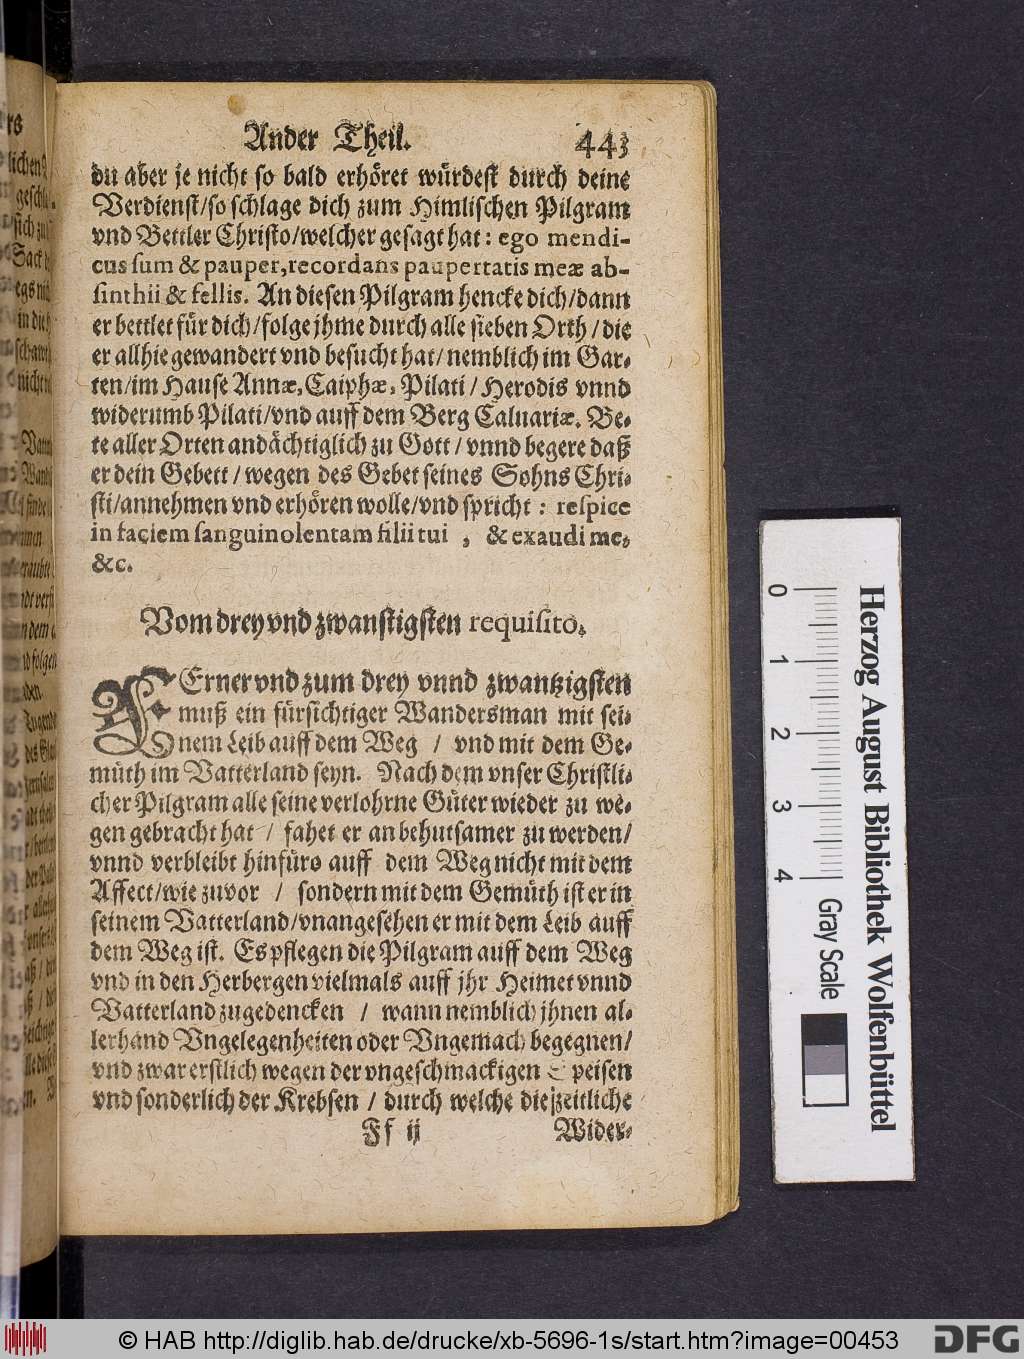 Ander Theil. 443
du aber je nicht so bald erhöret würdest durch deine
Verdienst/so schlage dich zum Himlischen Pilgram
vnd Bettler Christo/welcher gesagt hat: ego mendi-
cus sum & pauper, recordans paupertatis meæ ab-
sinthii & fellis. An diesen Pilgram hencke dich/dann
er bettlet für dich/folge jhme durch alle sieben Orth/die
er allhie gewandert vnd besucht hat/nemblich im Gar-
ten/im Hause Annæ, Caiphæ, Pilati/Herodis vnnd
widerumb Pilati/vnd auff dem Berg Caluariæ. Be-
te aller Orten andächtiglich zu Gott/vnnd begere daß
er dein Gebett/wegen des Gebet seines Sohns Chri-
sti/annehmen vnd erhören wolle/vnd spricht: respice
in faciem sanguinolentam filii tui, & exaudi me,
&c.
Vom drey vnd zwanstigsten requisito.
FErner vnd zum drey vnnd zwantzigsten
muß ein fürsichtiger Wandersman mit sei-
nem Leib auff dem Weg / vnd mit dem Ge-
müth im Vatterland seyn. Nach dem vnser Christli-
cher Pilgram alle seine verlohrne Güter wieder zu we-
gen gebracht hat/ fahet er an behutsamer zu werden/
vnnd verbleibt hinfüro auff dem Weg nicht mit dem
Affect/wie zuvor / sondern mit dem Gemüth ist er in
seinem Vatterland/vnangesehen er mit dem Leib auff
dem Weg ist. Es pflegen die Pilgram auff dem Weg
vnd in den Herbergen vielmals auff jhr Heimet vnnd
Vatterland zugedencken / wann nemblich jhnen al-
lerhand Vngelegenheiten oder Vngemach begegnen/
vnd zwar erstlich wegen der vngeschmackigen Speisen
vnd sonderlich der Krebsen/durch welche die zeitliche
Ff ij Wider-
0 1 2 3 4
Gray Scale
Herzog August Bibliothek Wolfenbüttel
© HAB http://diglib.hab.de/drucke/xb-5696-1s/start.htm?image=00453
DFG